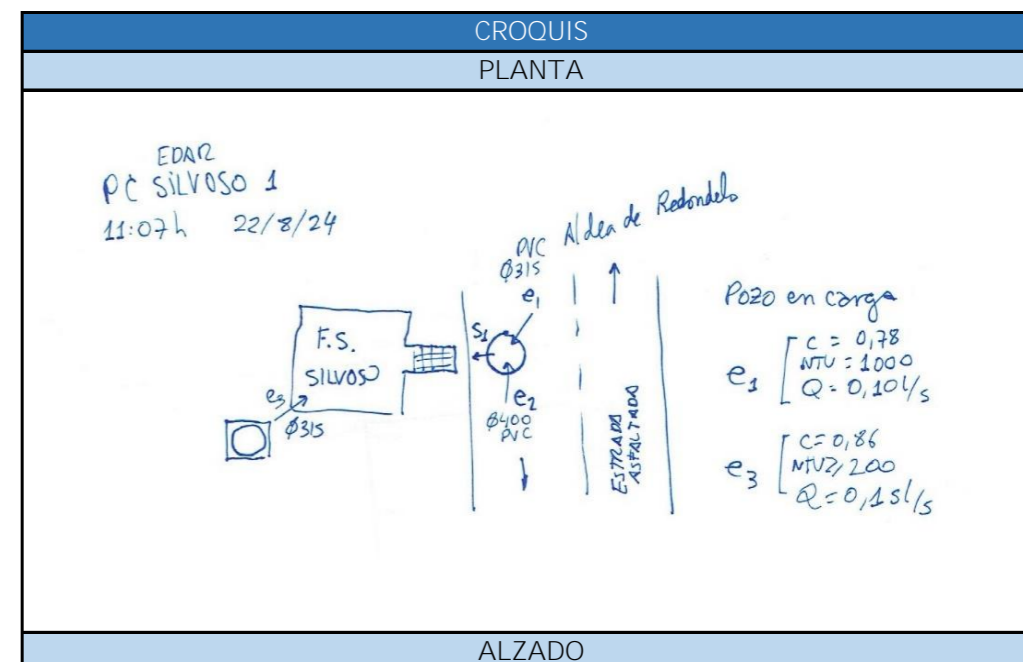 CROQUIS
PLANTA
EDAR
PC SILVOSO 1
11:07h 22/8/24
Aldea de Redondelo
PVC
Ø315
e1
S1
F.S.
SILVOSO
e3
Ø315
e2
Ø400
PVC
ESTRADA
ASFALTADA
Pozo en carga
e1 C = 0,78
NTU = 1000
Q = 0,10 l/s
e3 C = 0,86
200
Q = 0,15 l/s
ALZADO